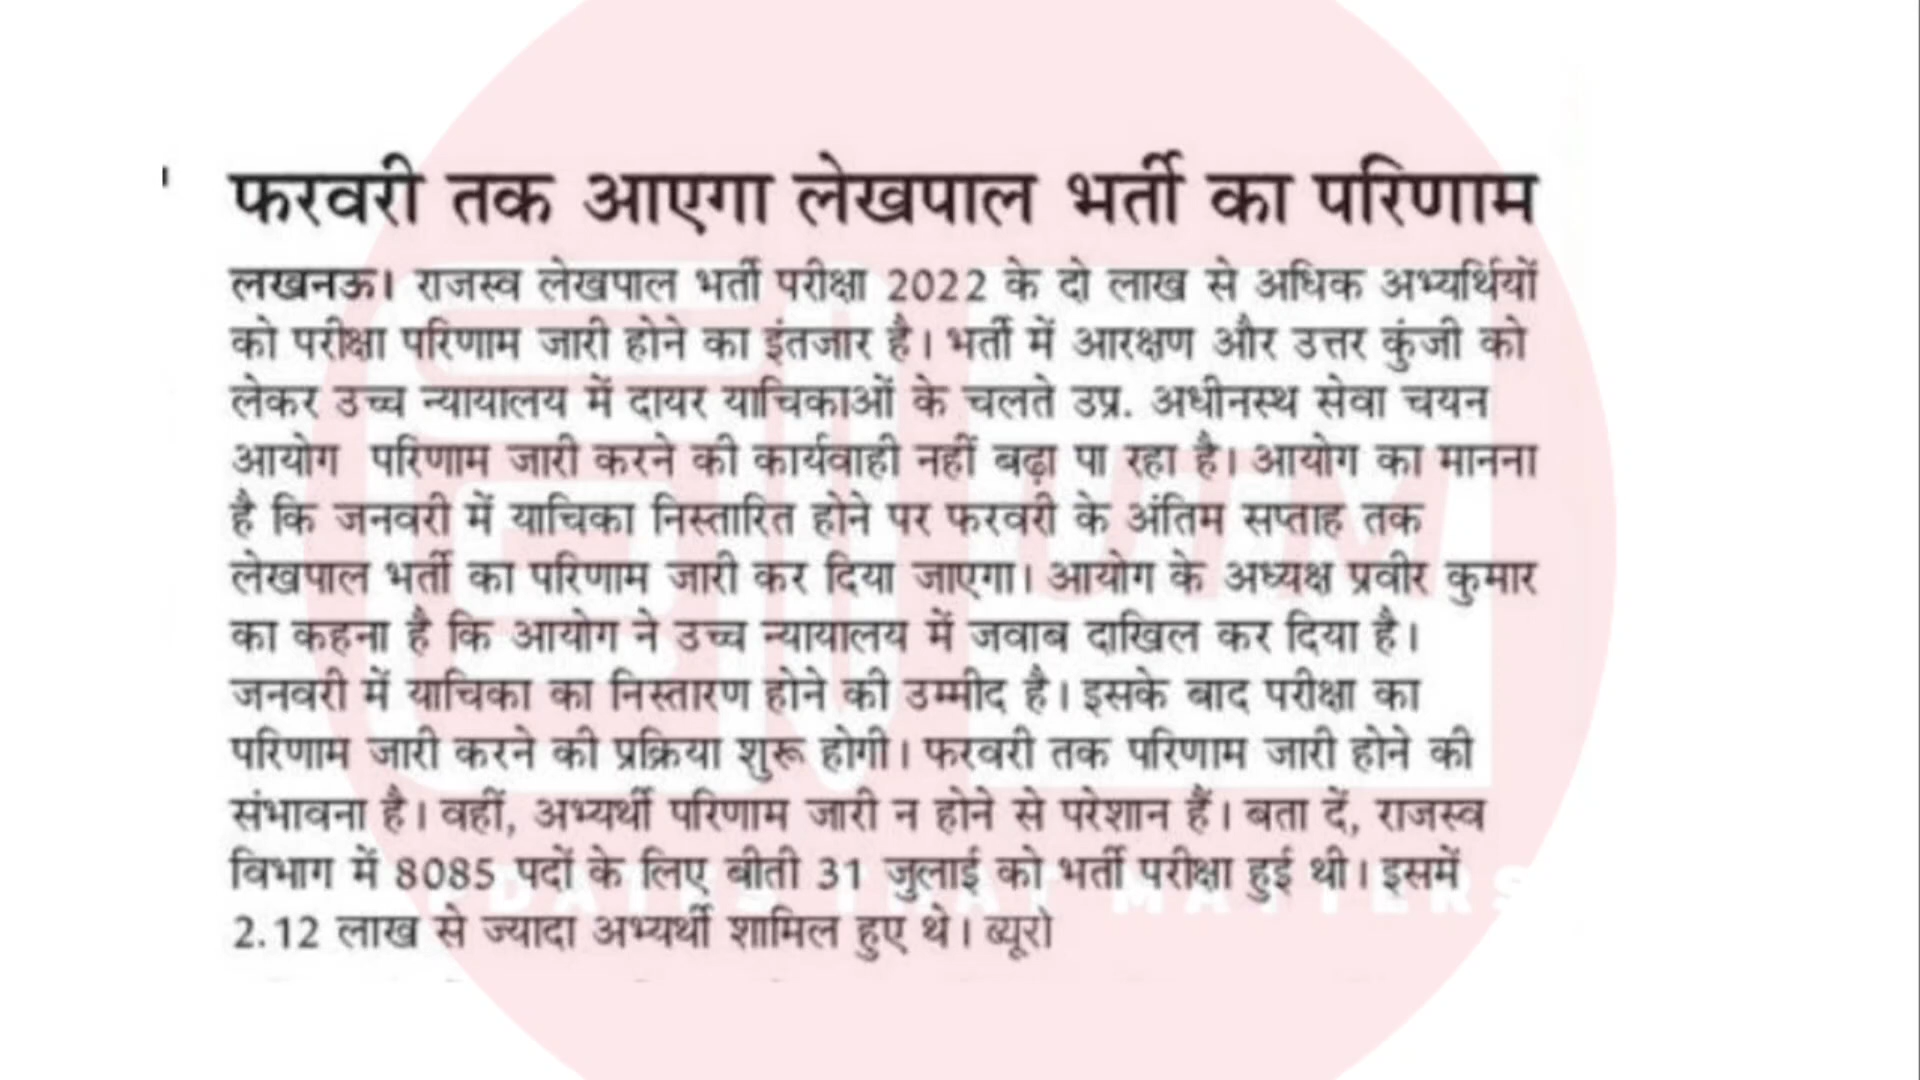 फरवरी तक आएगा लेखपाल भर्ती का परिणाम
लखनऊ। राजस्व लेखपाल भर्ती परीक्षा 2022 के दो लाख से अधिक अभ्यर्थियों
को परीक्षा परिणाम जारी होने का इंतजार है। भर्ती में आरक्षण और उत्तर कुंजी को
लेकर उच्च न्यायालय में दायर याचिकाओं के चलते उप्र. अधीनस्थ सेवा चयन
आयोग परिणाम जारी करने की कार्यवाही नहीं बढ़ा पा रहा है। आयोग का मानना
है कि जनवरी में याचिका निस्तारित होने पर फरवरी के अंतिम सप्ताह तक
लेखपाल भर्ती का परिणाम जारी कर दिया जाएगा। आयोग के अध्यक्ष प्रवीर कुमार
का कहना है कि आयोग ने उच्च न्यायालय में जवाब दाखिल कर दिया है।
जनवरी में याचिका का निस्तारण होने की उम्मीद है। इसके बाद परीक्षा का
परिणाम जारी करने की प्रक्रिया शुरू होगी। फरवरी तक परिणाम जारी होने की
संभावना है। वहीं, अभ्यर्थी परिणाम जारी न होने से परेशान हैं। बता दें, राजस्व
विभाग में 8085 पदों के लिए बीती 31 जुलाई को भर्ती परीक्षा हुई थी। इसमें
2.12 लाख से ज्यादा अभ्यर्थी शामिल हुए थे। ब्यूरो
UTM
UPDATES THAT MATTERS